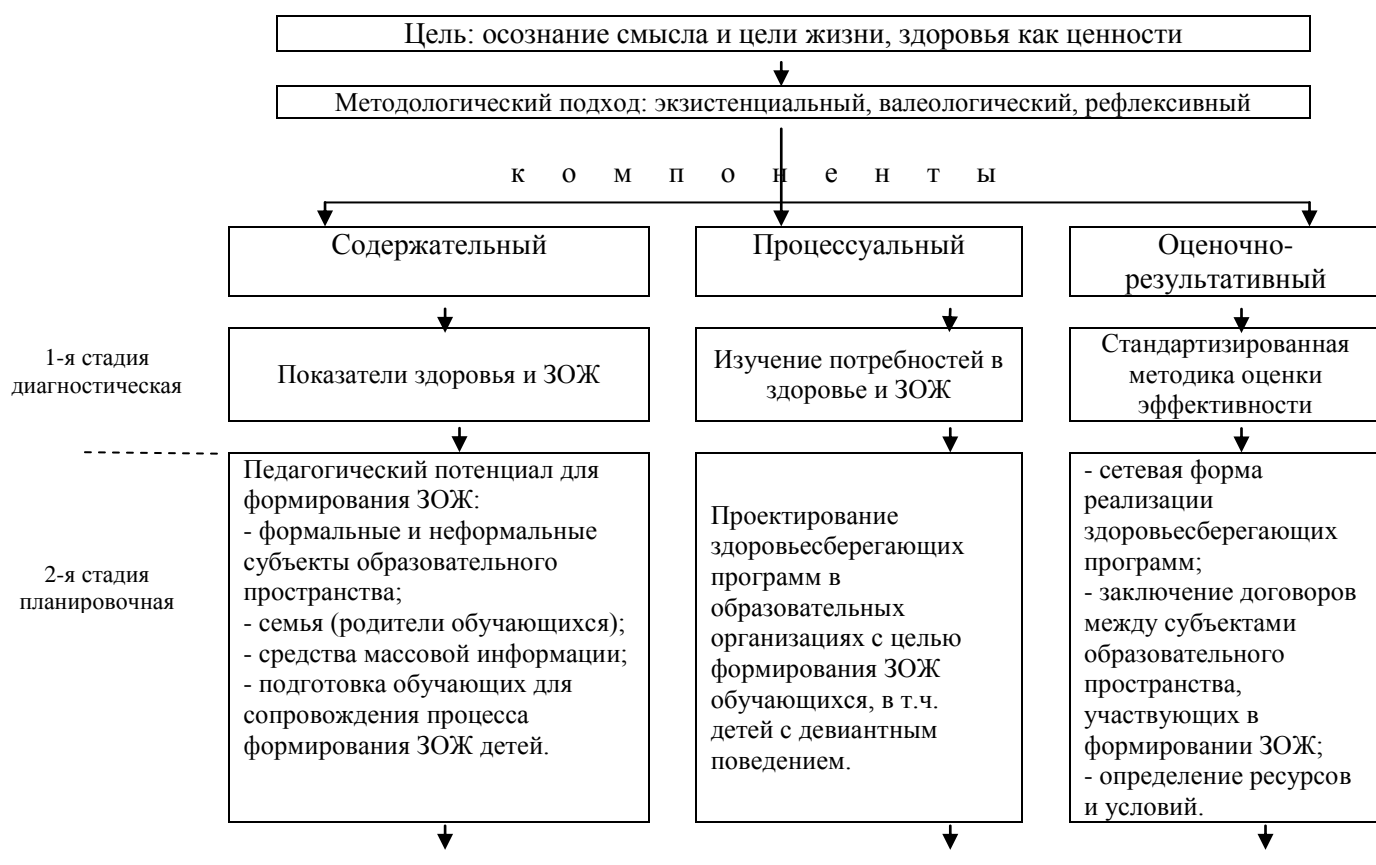 Цель: осознание смысла и цели жизни, здоровья как ценности
Методологический подход: экзистенциальный, валеологический, рефлексивный
к о м п о н е н т ы
Содержательный
Процессуальный
Оценочно-
результативный
1-я стадия
диагностическая
Показатели здоровья и ЗОЖ
Изучение потребностей в
здоровье и ЗОЖ
Стандартизированная
методика оценки
эффективности
2-я стадия
планировочная
Педагогический потенциал для
формирования ЗОЖ:
- формальные и неформальные
субъекты образовательного
пространства;
- семья (родители обучающихся);
- средства массовой информации;
- подготовка обучающих для
сопровождения процесса
формирования ЗОЖ детей.
Проектирование
здоровьесберегающих
программ в
образовательных
организациях с целью
формирования ЗОЖ
обучающихся, в т.ч.
детей с девиантным
поведением.
- сетевая форма
реализации
здоровьесберегающих
программ;
- заключение договоров
между субъектами
образовательного
пространства,
участвующих в
формировании ЗОЖ;
- определение ресурсов
и условий.